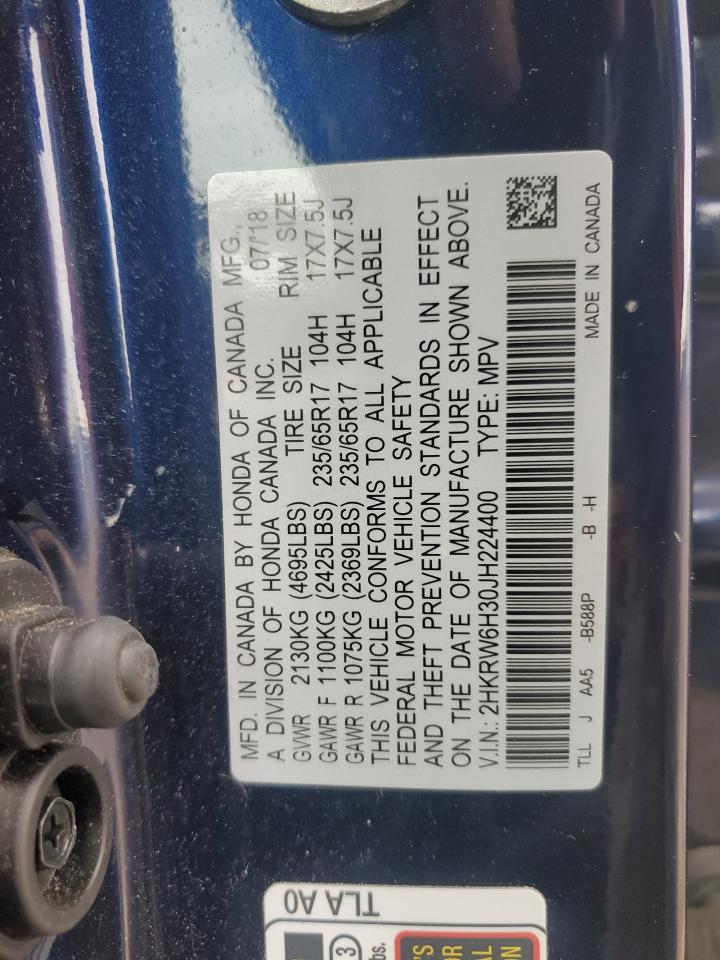 MFD. IN CANADA BY HONDA OF CANADA MFG.,
A DIVISION OF HONDA CANADA INC. 07/18
GVWR 2130KG (4695LBS) TIRE SIZE RIM SIZE
GAWR F 1100KG (2425LBS) 235/65R17 104H 17X7.5J
GAWR R 1075KG (2369LBS) 235/65R17 104H 17X7.5J
THIS VEHICLE CONFORMS TO ALL APPLICABLE
FEDERAL MOTOR VEHICLE SAFETY
AND THEFT PREVENTION STANDARDS IN EFFECT
ON THE DATE OF MANUFACTURE SHOWN ABOVE.
V.I.N.: 2HKRW6H30JH224400 TYPE: MPV
TLL J AA5 -B588P -B -H MADE IN CANADA
TLA A0
3